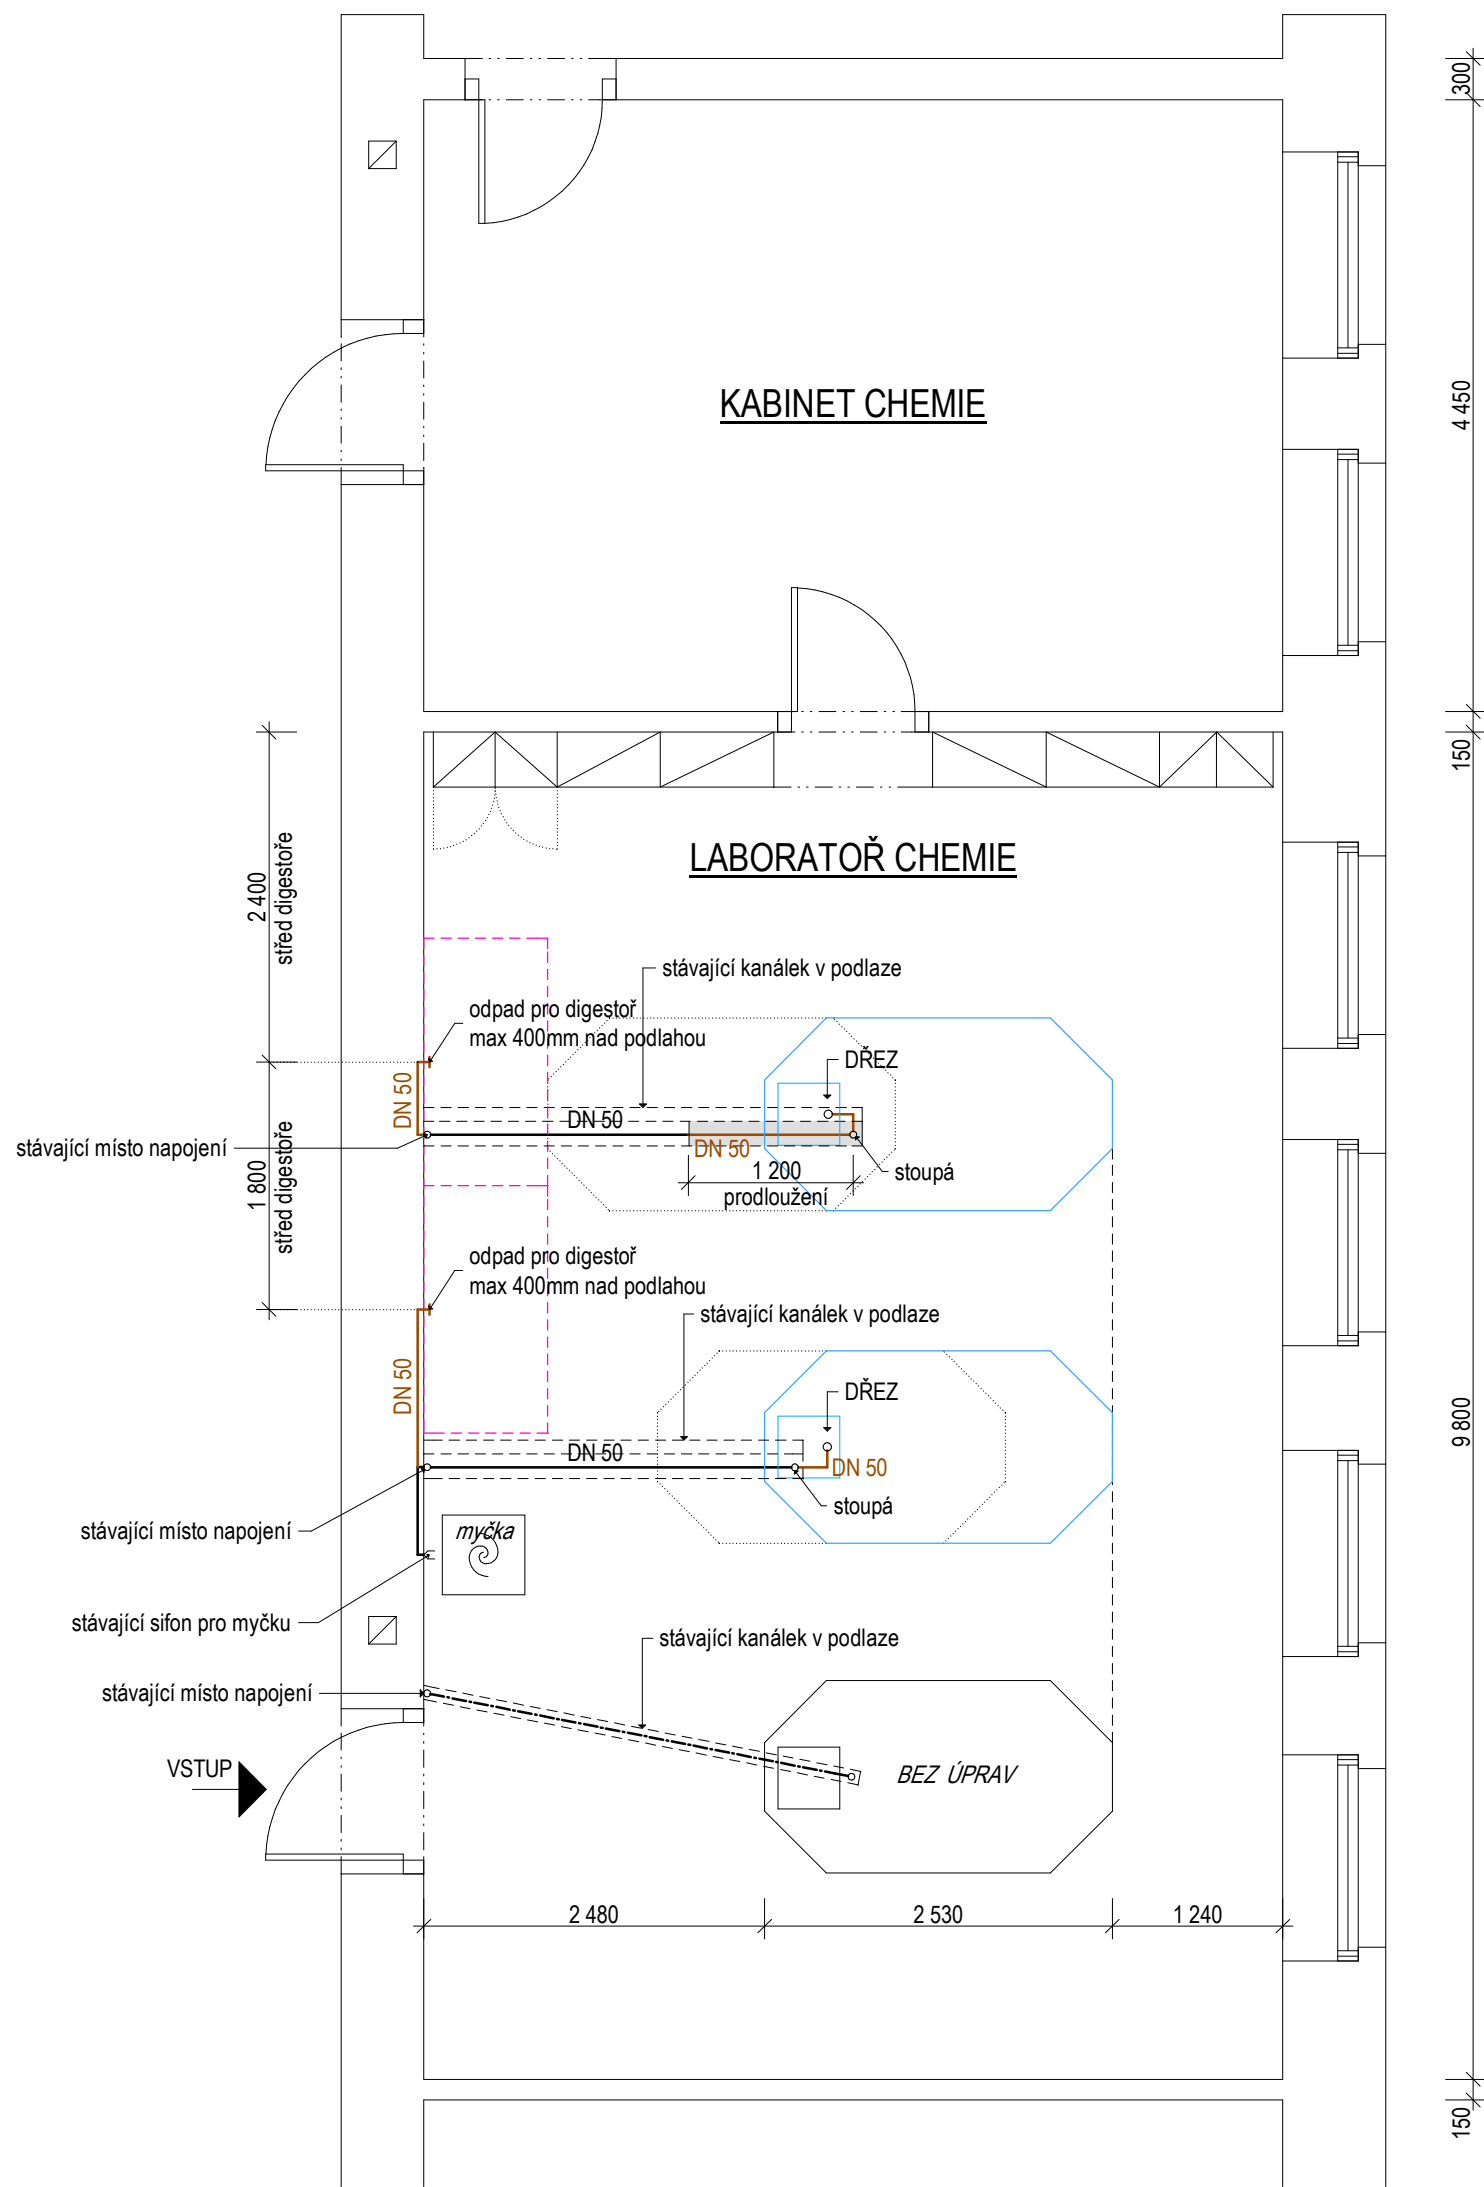 300
4 450
KABINET CHEMIE
150
LABORATOŘ CHEMIE
2 400
střed digestoře
stávající kanálek v podlaze
odpad pro digestoř
max 400mm nad podlahou
DŘEZ
DN 50
DN 50
stávající místo napojení
DN 50
1 200
prodloužení
stoupá
1 800
střed digestoře
odpad pro digestoř
max 400mm nad podlahou
stávající kanálek v podlaze
DN 50
DŘEZ
9 800
DN 50
DN 50
stoupá
stávající místo napojení
myčka
stávající sifon pro myčku
stávající kanálek v podlaze
stávající místo napojení
VSTUP
BEZ ÚPRAV
2 480
2 530
1 240
150